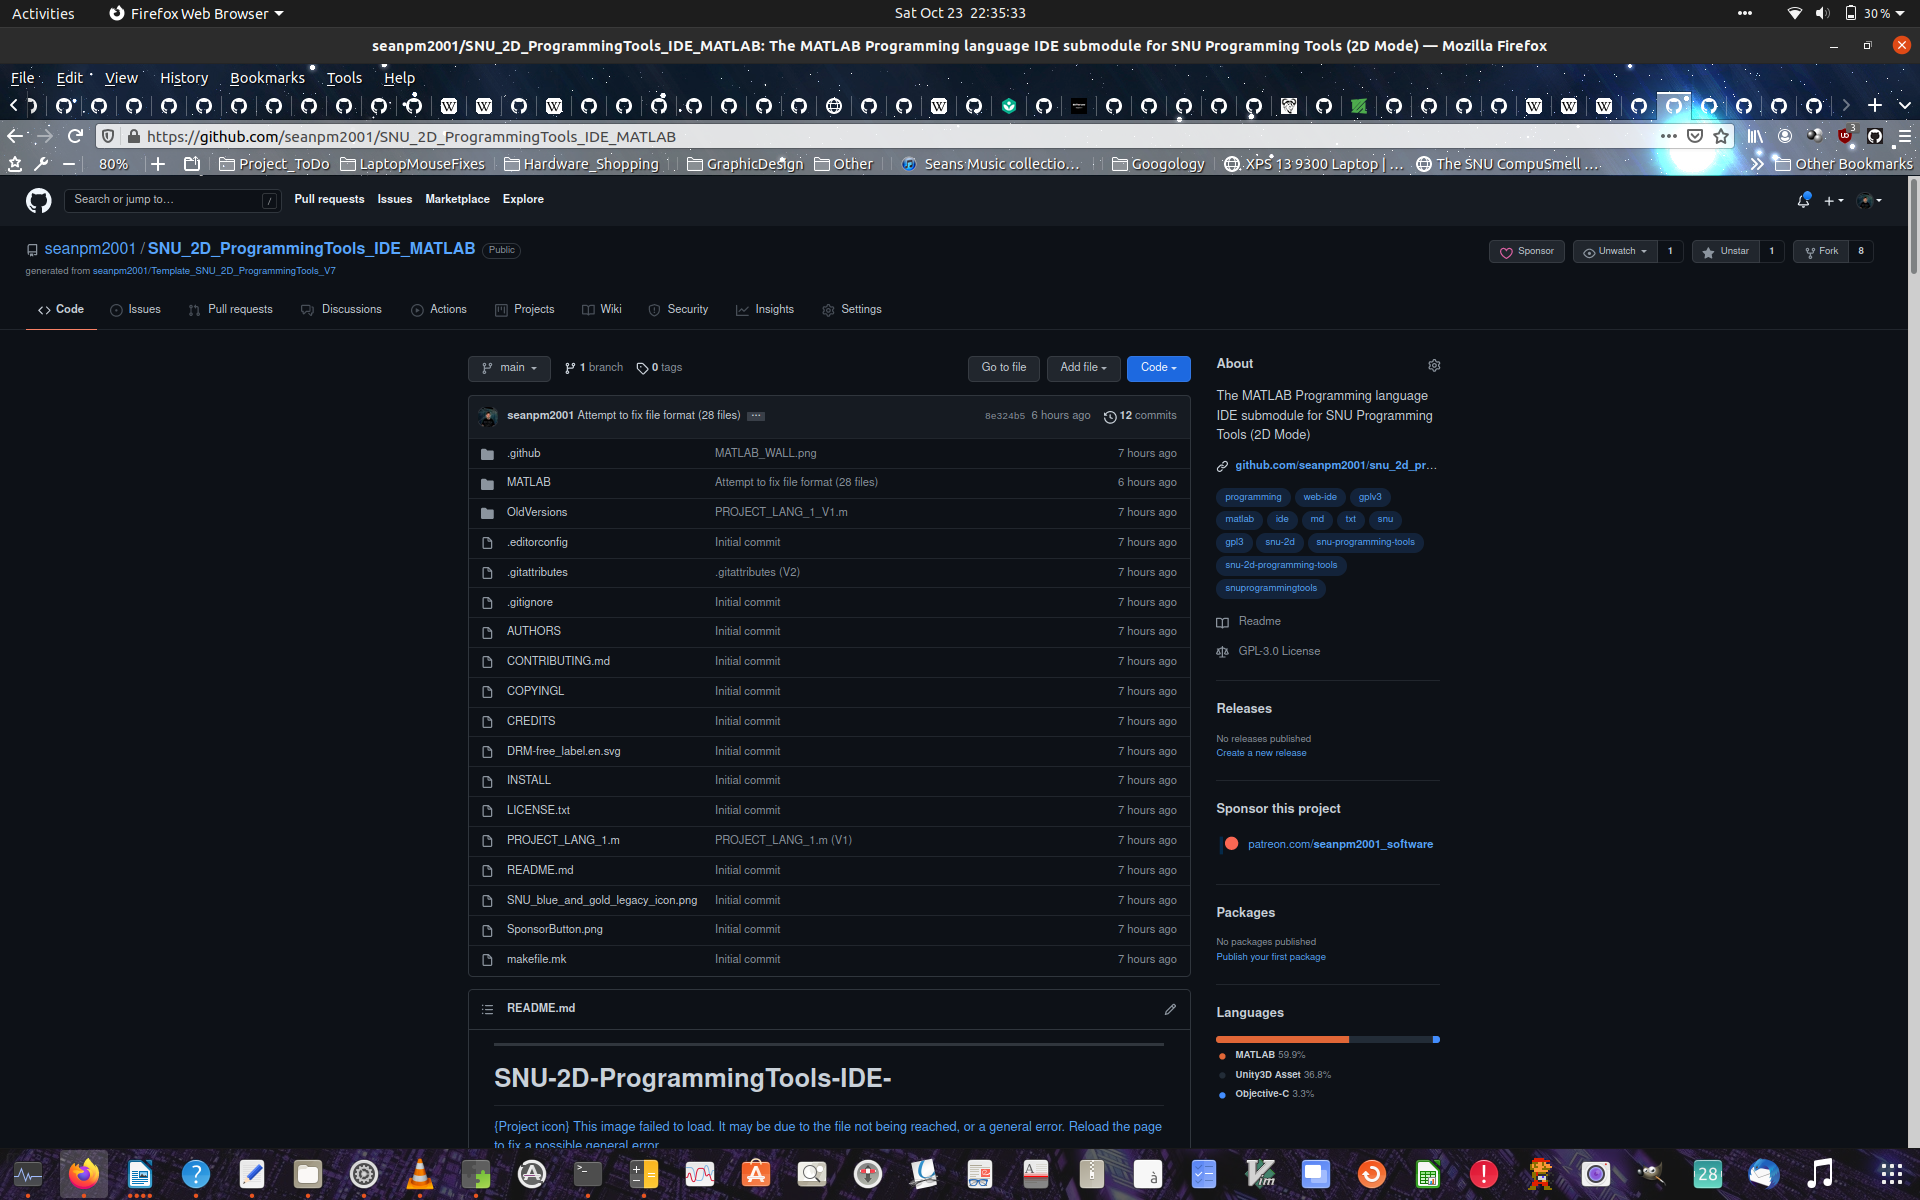 Activities
Firefox Web Browser
Sat Oct 23  22:35:33
30 %
seanpm2001/SNU_2D_ProgrammingTools_IDE_MATLAB: The MATLAB Programming language IDE submodule for SNU Programming Tools (2D Mode) — Mozilla Firefox
File Edit View History Bookmarks Tools Help
https://github.com/seanpm2001/SNU_2D_ProgrammingTools_IDE_MATLAB
3
80% Project_ToDo LaptopMouseFixes Hardware_Shopping GraphicDesign Other Seans Music collectio… Googology XPS 13 9300 Laptop | … The SNU CompuSmell … Other Bookmarks
Search or jump to… / Pull requests Issues Marketplace Explore
seanpm2001 / SNU_2D_ProgrammingTools_IDE_MATLAB Public
Sponsor Unwatch 1 Unstar 1 Fork 8
generated from seanpm2001/Template_SNU_2D_ProgrammingTools_V7
Code Issues Pull requests Discussions Actions Projects Wiki Security Insights Settings
main 1 branch 0 tags Go to file Add file Code
seanpm2001 Attempt to fix file format (28 files) 8e324b5 6 hours ago 12 commits
.github MATLAB_WALL.png 7 hours ago
MATLAB Attempt to fix file format (28 files) 6 hours ago
OldVersions PROJECT_LANG_1_V1.m 7 hours ago
.editorconfig Initial commit 7 hours ago
.gitattributes .gitattributes (V2) 7 hours ago
.gitignore Initial commit 7 hours ago
AUTHORS Initial commit 7 hours ago
CONTRIBUTING.md Initial commit 7 hours ago
COPYINGL Initial commit 7 hours ago
CREDITS Initial commit 7 hours ago
DRM-free_label.en.svg Initial commit 7 hours ago
INSTALL Initial commit 7 hours ago
LICENSE.txt Initial commit 7 hours ago
PROJECT_LANG_1.m PROJECT_LANG_1.m (V1) 7 hours ago
README.md Initial commit 7 hours ago
SNU_blue_and_gold_legacy_icon.png Initial commit 7 hours ago
SponsorButton.png Initial commit 7 hours ago
makefile.mk Initial commit 7 hours ago
README.md
SNU-2D-ProgrammingTools-IDE-
{Project icon} This image failed to load. It may be due to the file not being reached, or a general error. Reload the page
to fix a possible general error.
About
The MATLAB Programming language
IDE submodule for SNU Programming
Tools (2D Mode)
github.com/seanpm2001/snu_2d_pr…
programming web-ide gplv3
matlab ide md txt snu
gpl3 snu-2d snu-programming-tools
snu-2d-programming-tools
snuprogrammingtools
Readme
GPL-3.0 License
Releases
No releases published
Create a new release
Sponsor this project
patreon.com/seanpm2001_software
Packages
No packages published
Publish your first package
Languages
MATLAB 59.9%
Unity3D Asset 36.8%
Objective-C 3.3%
28